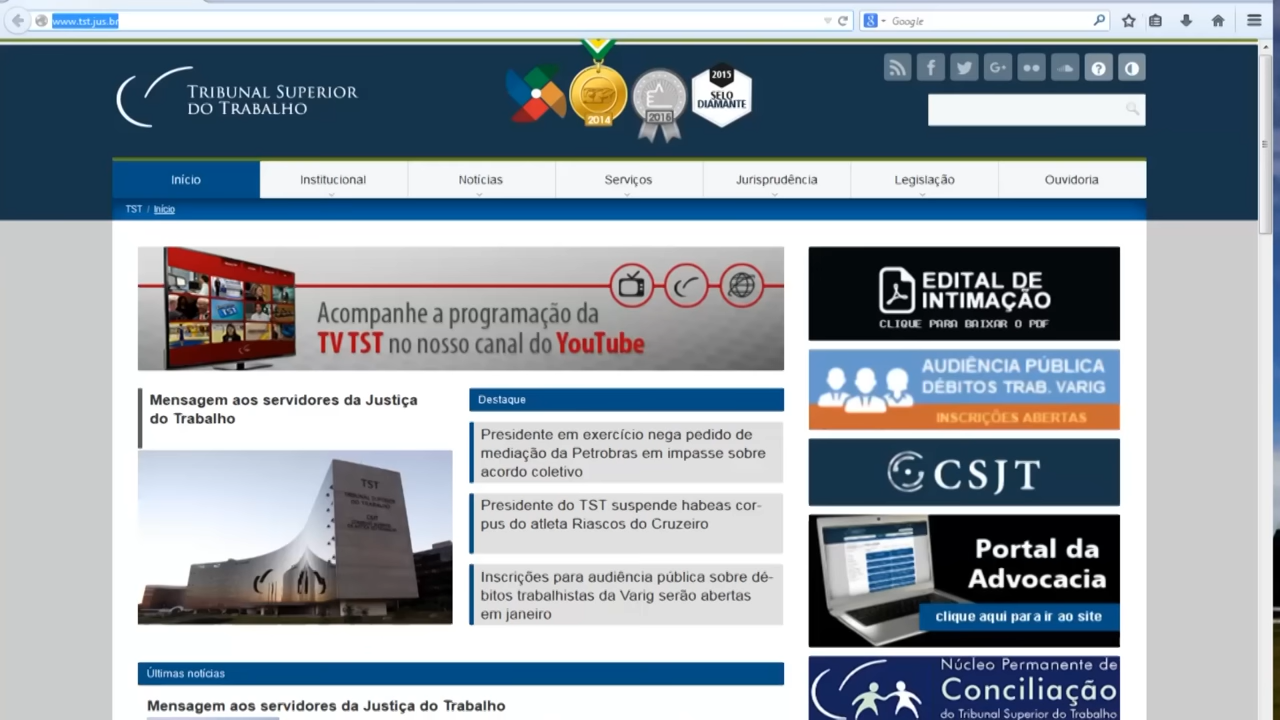 www.tst.jus.br
Google
TRIBUNAL SUPERIOR
DO TRABALHO
2014
2015
SELO
DIAMANTE
Início
Institucional
Notícias
Serviços
Jurisprudência
Legislação
Ouvidoria
TST / Início
Acompanhe a programação da
TV TST no nosso canal do YouTube
EDITAL DE
INTIMAÇÃO
CLIQUE PARA BAIXAR O PDF
AUDIÊNCIA PÚBLICA
DÉBITOS TRAB. VARIG
INSCRIÇÕES ABERTAS
CSJT
Portal da
Advocacia
clique aqui para ir ao site
Núcleo Permanente de
Conciliação
do Tribunal Superior do Trabalho
Mensagem aos servidores da Justiça
do Trabalho
TST
TRIBUNAL SUPERIOR
DO TRABALHO
Destaque
Presidente em exercício nega pedido de
mediação da Petrobras em impasse sobre
acordo coletivo
Presidente do TST suspende habeas cor-
pus do atleta Riascos do Cruzeiro
Inscrições para audiência pública sobre dé-
bitos trabalhistas da Varig serão abertas
em janeiro
Últimas notícias
Mensagem aos servidores da Justiça do Trabalho